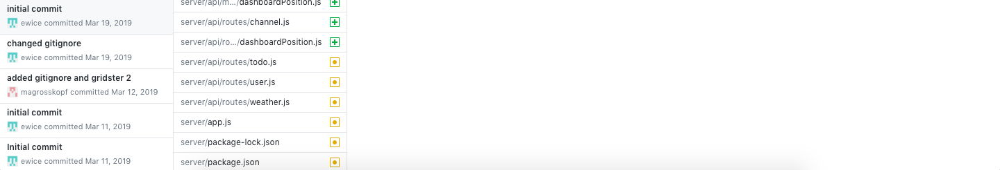 initial commit
ewice committed Mar 19, 2019
changed gitignore
ewice committed Mar 19, 2019
added gitignore and gridster 2
magrosskopf committed Mar 12, 2019
initial commit
ewice committed Mar 11, 2019
Initial commit
ewice committed Mar 11, 2019
server/api/m…/dashboardPosition.js
server/api/routes/channel.js
server/api/ro…/dashboardPosition.js
server/api/routes/todo.js
server/api/routes/user.js
server/api/routes/weather.js
server/app.js
server/package-lock.json
server/package.json